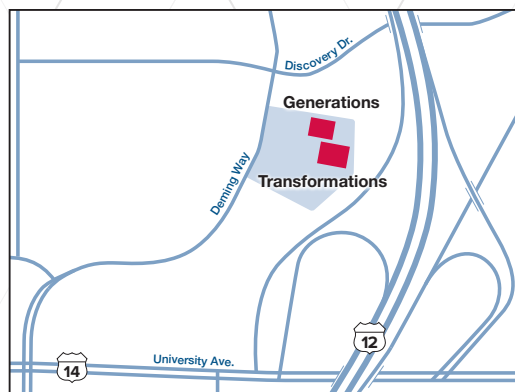 Discovery Dr.
Generations
Transformations
Deming Way
12
University Ave.
14